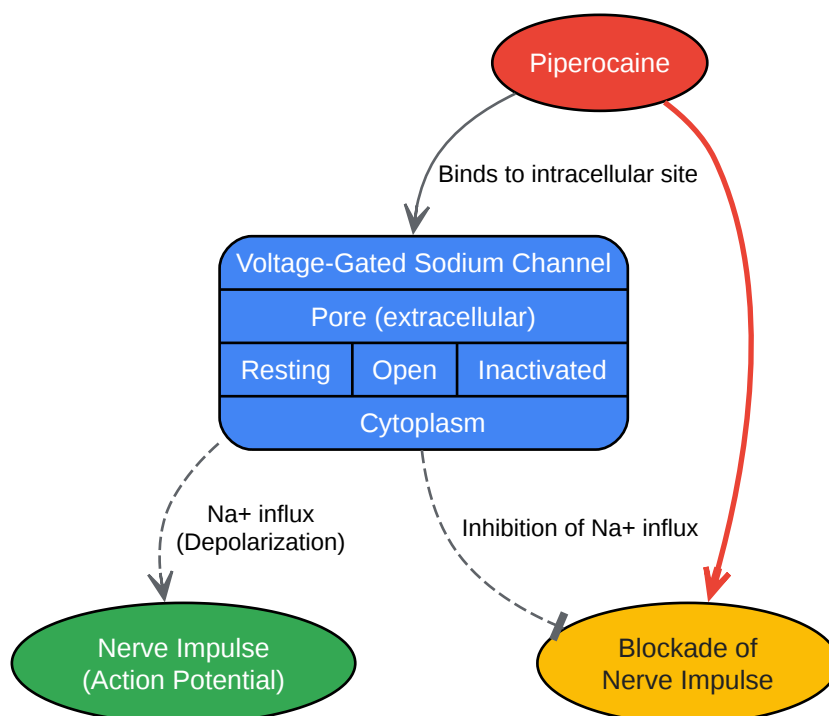 Piperocaine
Binds to intracellular site
Voltage-Gated Sodium Channel
Pore (extracellular)
Resting
Open
Inactivated
Cytoplasm
Na+ influx
(Depolarization)
Inhibition of Na+ influx
Nerve Impulse
(Action Potential)
Blockade of
Nerve Impulse